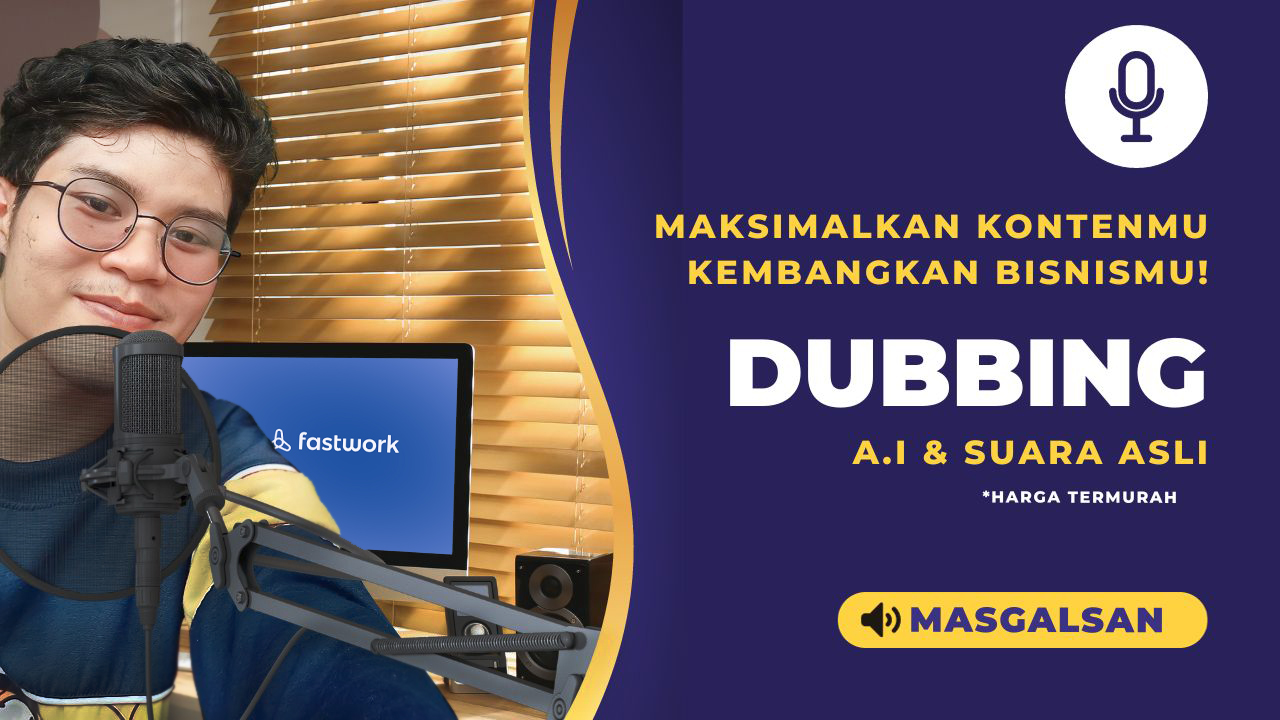 MAKSIMALKAN KONTENMU
KEMBANGKAN BISNISMU!
DUBBING
A.I & SUARA ASLI
*HARGA TERMURAH
MASGALSAN
fastwork